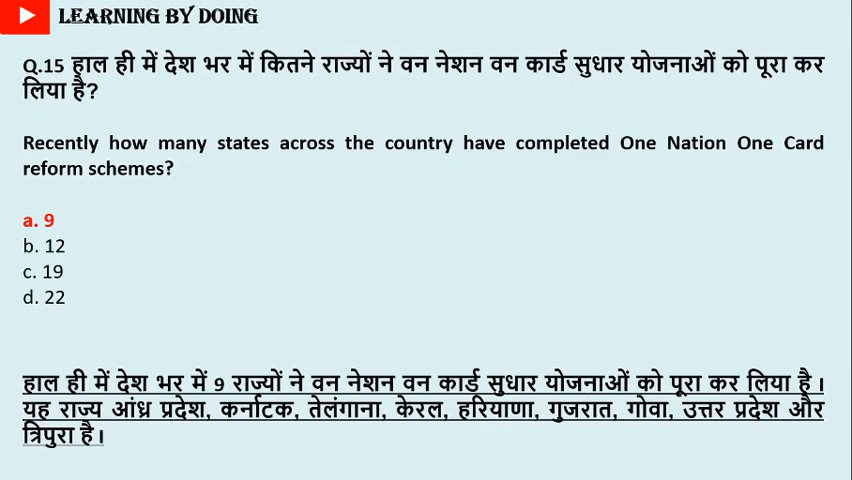 LEARNING BY DOING
Q.15 हाल ही में देश भर में कितने राज्यों ने वन नेशन वन कार्ड सुधार योजनाओं को पूरा कर
लिया है?
Recently how many states across the country have completed One Nation One Card
reform schemes?
a. 9
b. 12
c. 19
d. 22
हाल ही में देश भर में 9 राज्यों ने वन नेशन वन कार्ड सुधार योजनाओं को पूरा कर लिया है।
यह राज्य आंध्र प्रदेश, कर्नाटक, तेलंगाना, केरल, हरियाणा, गुजरात, गोवा, उत्तर प्रदेश और
त्रिपुरा है।